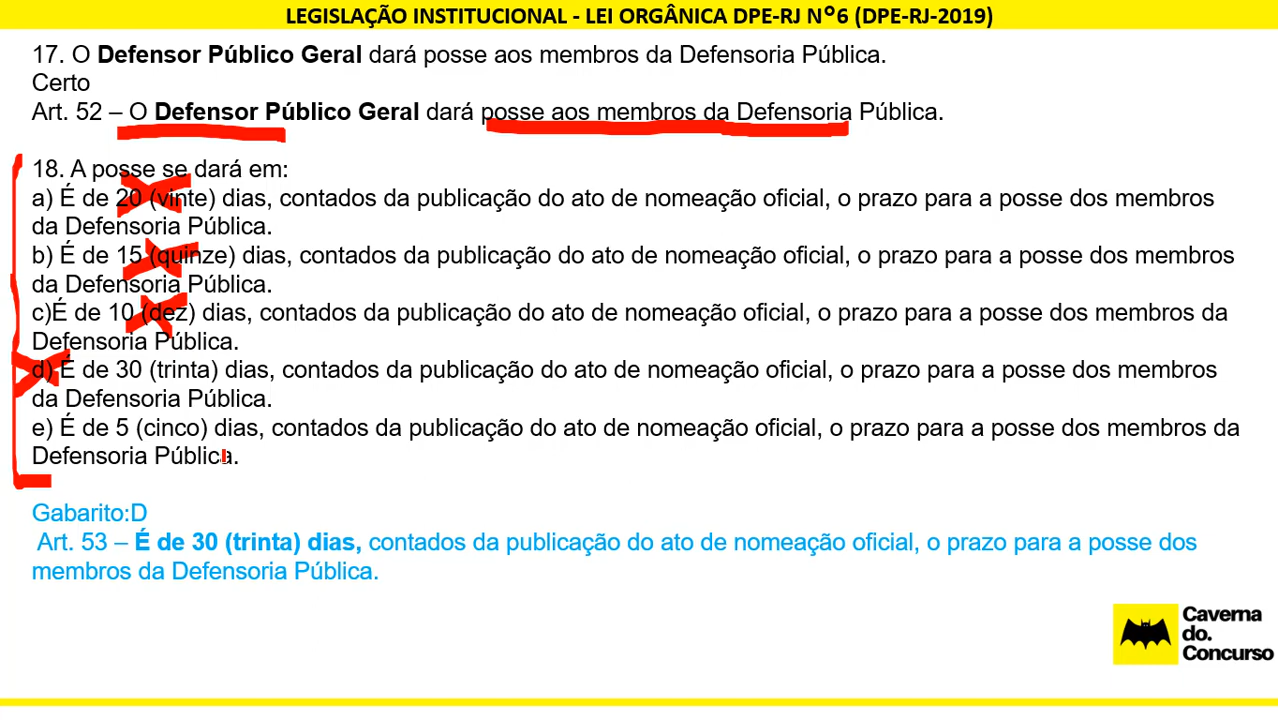 LEGISLAÇÃO INSTITUCIONAL - LEI ORGÂNICA DPE-RJ Nº6 (DPE-RJ-2019)
17. O Defensor Público Geral dará posse aos membros da Defensoria Pública.
Certo
Art. 52 – O Defensor Público Geral dará posse aos membros da Defensoria Pública.
18. A posse se dará em:
a) É de 20 (vinte) dias, contados da publicação do ato de nomeação oficial, o prazo para a posse dos membros
da Defensoria Pública.
b) É de 15 (quinze) dias, contados da publicação do ato de nomeação oficial, o prazo para a posse dos membros
da Defensoria Pública.
c)É de 10 (dez) dias, contados da publicação do ato de nomeação oficial, o prazo para a posse dos membros da
Defensoria Pública.
d) É de 30 (trinta) dias, contados da publicação do ato de nomeação oficial, o prazo para a posse dos membros
da Defensoria Pública.
e) É de 5 (cinco) dias, contados da publicação do ato de nomeação oficial, o prazo para a posse dos membros da
Defensoria Pública.
Gabarito:D
Art. 53 – É de 30 (trinta) dias, contados da publicação do ato de nomeação oficial, o prazo para a posse dos
membros da Defensoria Pública.
Caverna
do.
Concurso